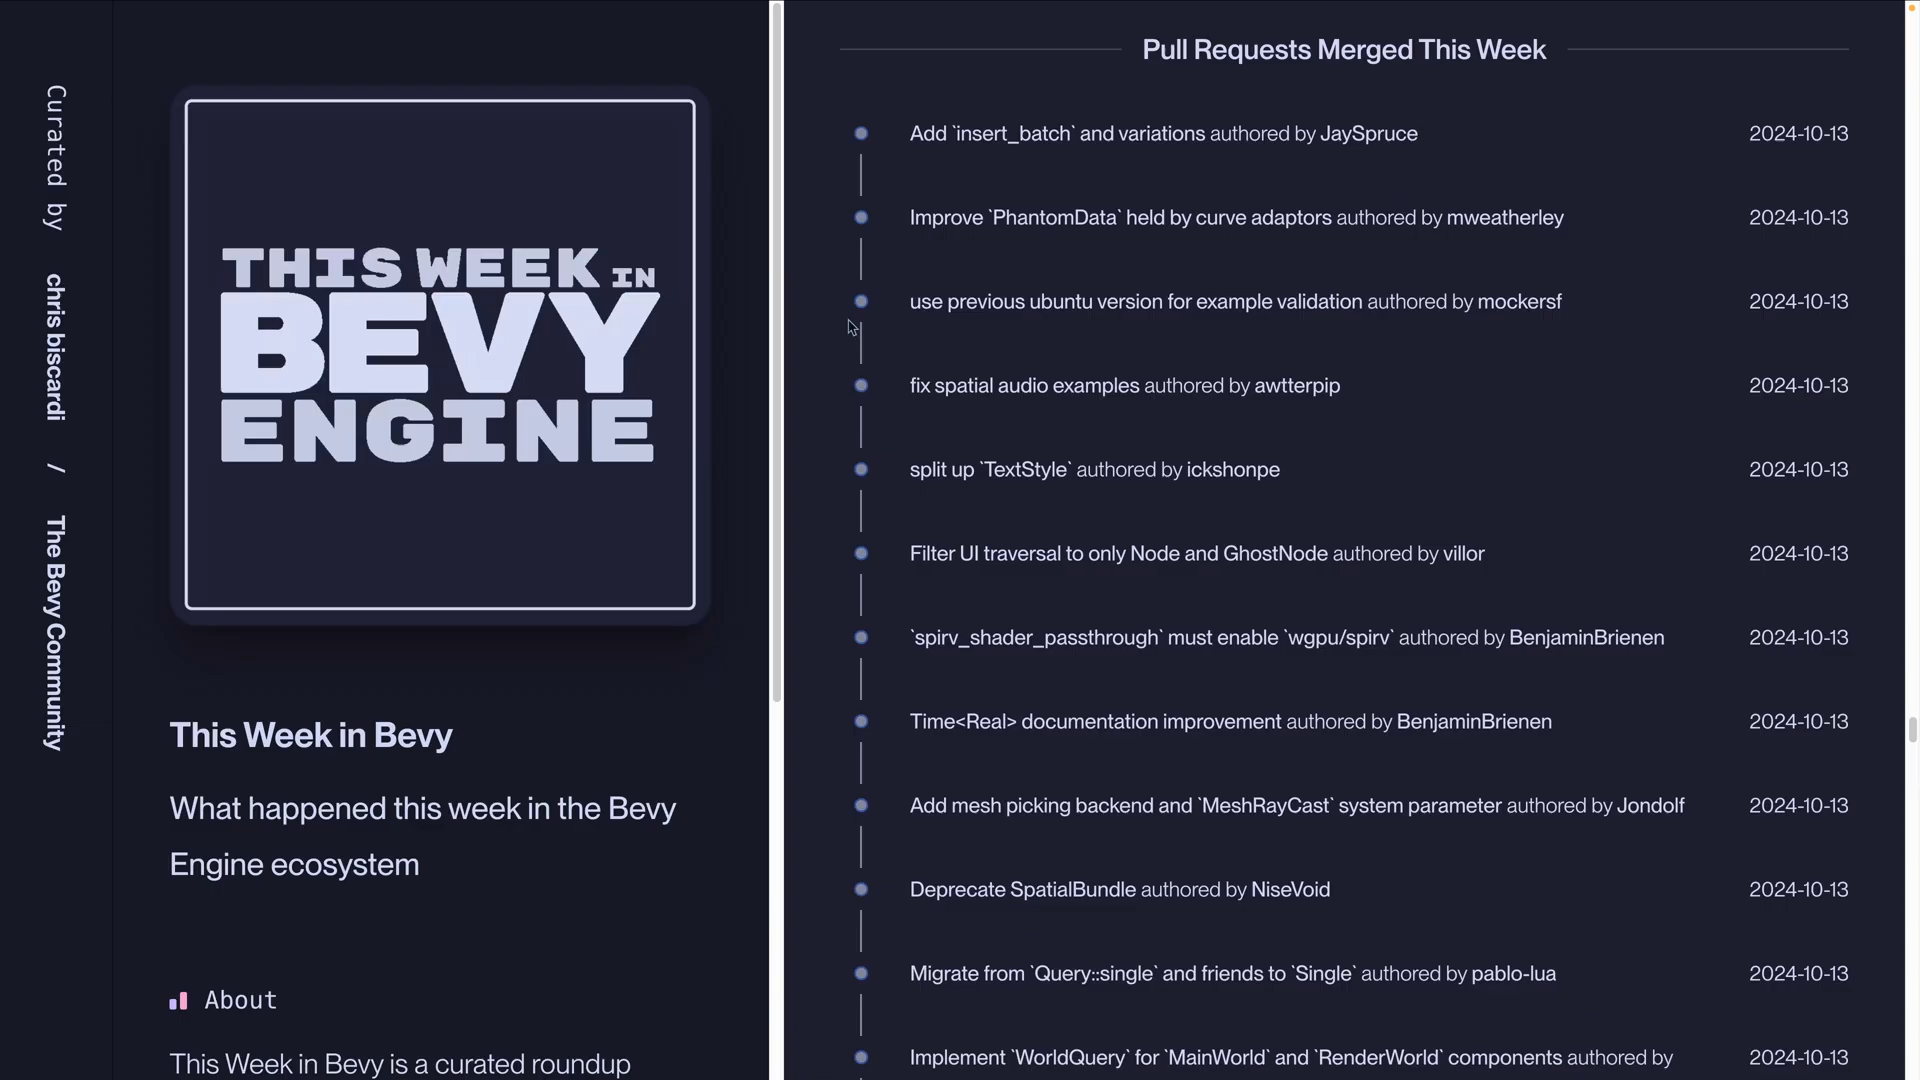 Curated by chris biscardi / The Bevy Community
THIS WEEK IN
BEVY
ENGINE
This Week in Bevy
What happened this week in the Bevy
Engine ecosystem
About
This Week in Bevy is a curated roundup
Pull Requests Merged This Week
Add `insert_batch` and variations authored by JaySpruce 2024-10-13
Improve `PhantomData` held by curve adaptors authored by mweatherley 2024-10-13
use previous ubuntu version for example validation authored by mockersf 2024-10-13
fix spatial audio examples authored by awtterpip 2024-10-13
split up `TextStyle` authored by ickshonpe 2024-10-13
Filter UI traversal to only Node and GhostNode authored by villor 2024-10-13
`spirv_shader_passthrough` must enable `wgpu/spirv` authored by BenjaminBrienen 2024-10-13
Time<Real> documentation improvement authored by BenjaminBrienen 2024-10-13
Add mesh picking backend and `MeshRayCast` system parameter authored by Jondolf 2024-10-13
Deprecate SpatialBundle authored by NiseVoid 2024-10-13
Migrate from `Query::single` and friends to `Single` authored by pablo-lua 2024-10-13
Implement `WorldQuery` for `MainWorld` and `RenderWorld` components authored by 2024-10-13